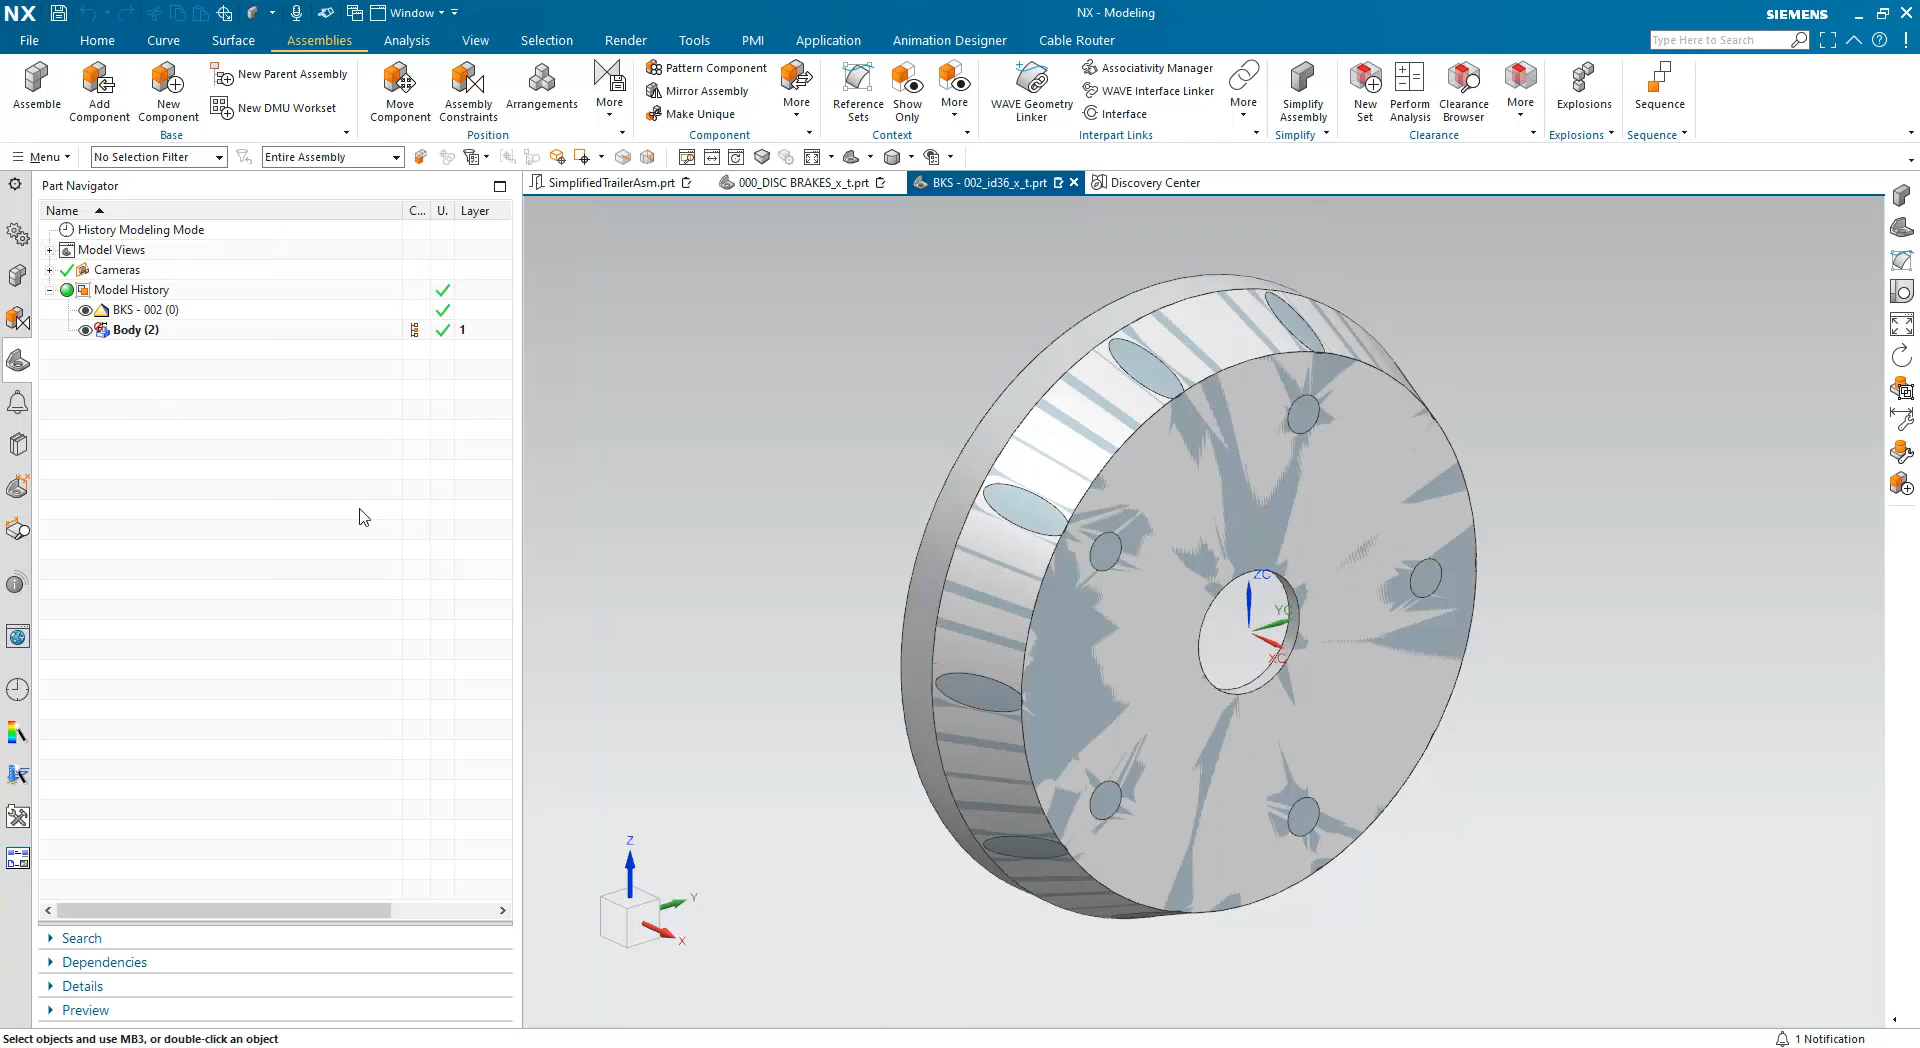 NX
Window
NX - Modeling
SIEMENS
File Home Curve Surface Assemblies Analysis View Selection Render Tools PMI Application Animation Designer Cable Router
Type Here to Search
Assemble
Add Component
New Component
New Parent Assembly
New DMU Workset
Base
Move Component
Assembly Constraints
Arrangements
More
Position
Pattern Component
Mirror Assembly
Make Unique
More
Component
Reference Sets
Show Only
More
Context
WAVE Geometry Linker
Associativity Manager
WAVE Interface Linker
Interface
More
Interpart Links
Simplify Assembly
Simplify
New Set
Perform Analysis
Clearance Browser
More
Clearance
Explosions
Explosions
Sequence
Sequence
Menu
No Selection Filter
Entire Assembly
Part Navigator
SimplifiedTrailerAsm.prt
000_DISC BRAKES_x_t.prt
BKS - 002_id36_x_t.prt
Discovery Center
Name C... U. Layer
History Modeling Mode
Model Views
Cameras
Model History
BKS - 002 (0)
Body (2) 1
ZC
YC
XC
Z
Y
X
Search
Dependencies
Details
Preview
Select objects and use MB3, or double-click an object
1 Notification